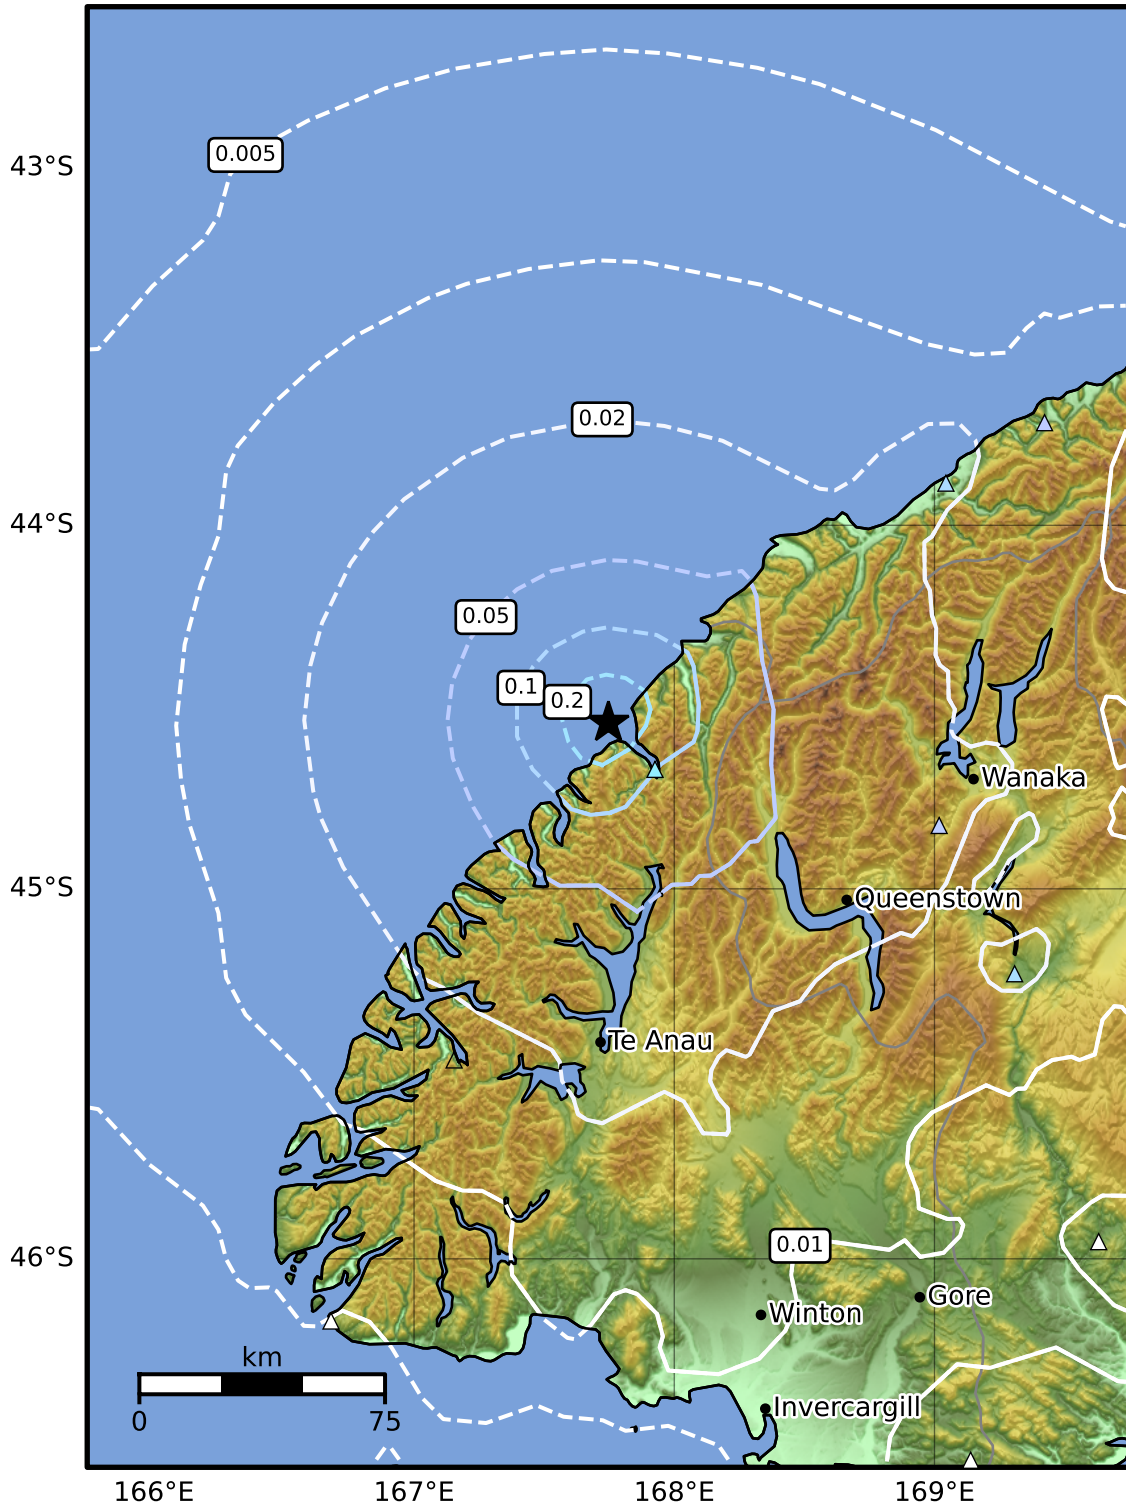 0.005
43°S
0.02
44°S
0.05
0.1
0.2
Wanaka
45°S
Queenstown
Te Anau
0.01
46°S
Gore
Winton
km
0
75
Invercargill
166°E
167°E
168°E
169°E